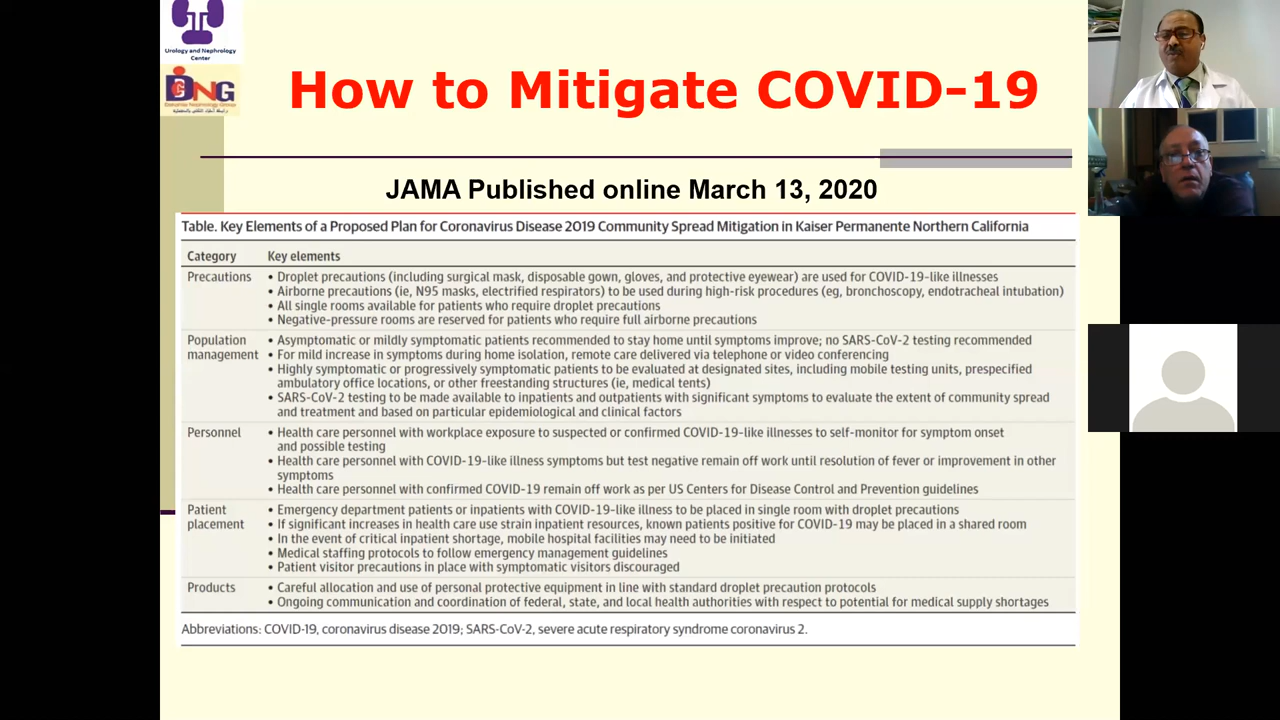 Urology and Nephrology
Center
DNG
Dakahlia Nephrology Group
How to Mitigate COVID-19
JAMA Published online March 13, 2020
Table. Key Elements of a Proposed Plan for Coronavirus Disease 2019 Community Spread Mitigation in Kaiser Permanente Northern California
Category Key elements
Precautions • Droplet precautions (including surgical mask, disposable gown, gloves, and protective eyewear) are used for COVID-19-like illnesses
• Airborne precautions (ie, N95 masks, electrified respirators) to be used during high-risk procedures (eg, bronchoscopy, endotracheal intubation)
• All single rooms available for patients who require droplet precautions
• Negative-pressure rooms are reserved for patients who require full airborne precautions
Population management • Asymptomatic or mildly symptomatic patients recommended to stay home until symptoms improve; no SARS-CoV-2 testing recommended
• For mild increase in symptoms during home isolation, remote care delivered via telephone or video conferencing
• Highly symptomatic or progressively symptomatic patients to be evaluated at designated sites, including mobile testing units, prespecified
ambulatory office locations, or other freestanding structures (ie, medical tents)
• SARS-CoV-2 testing to be made available to inpatients and outpatients with significant symptoms to evaluate the extent of community spread
and treatment and based on particular epidemiological and clinical factors
Personnel • Health care personnel with workplace exposure to suspected or confirmed COVID-19-like illnesses to self-monitor for symptom onset
and possible testing
• Health care personnel with COVID-19-like illness symptoms but test negative remain off work until resolution of fever or improvement in other
symptoms
• Health care personnel with confirmed COVID-19 remain off work as per US Centers for Disease Control and Prevention guidelines
Patient placement • Emergency department patients or inpatients with COVID-19-like illness to be placed in single room with droplet precautions
• If significant increases in health care use strain inpatient resources, known patients positive for COVID-19 may be placed in a shared room
• In the event of critical inpatient shortage, mobile hospital facilities may need to be initiated
• Medical staffing protocols to follow emergency management guidelines
• Patient visitor precautions in place with symptomatic visitors discouraged
Products • Careful allocation and use of personal protective equipment in line with standard droplet precaution protocols
• Ongoing communication and coordination of federal, state, and local health authorities with respect to potential for medical supply shortages
Abbreviations: COVID-19, coronavirus disease 2019; SARS-CoV-2, severe acute respiratory syndrome coronavirus 2.